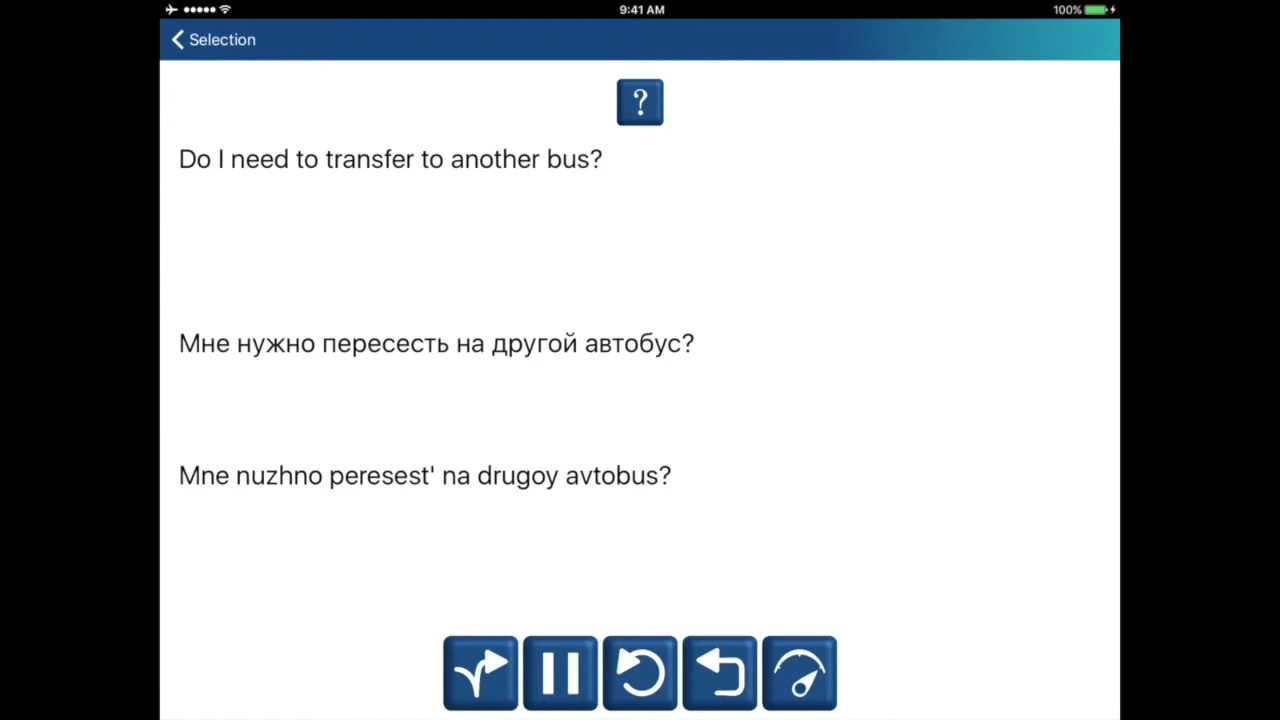 9:41 AM
100%
Selection
?
Do I need to transfer to another bus?
Мне нужно пересесть на другой автобус?
Mne nuzhno peresest' na drugoy avtobus?